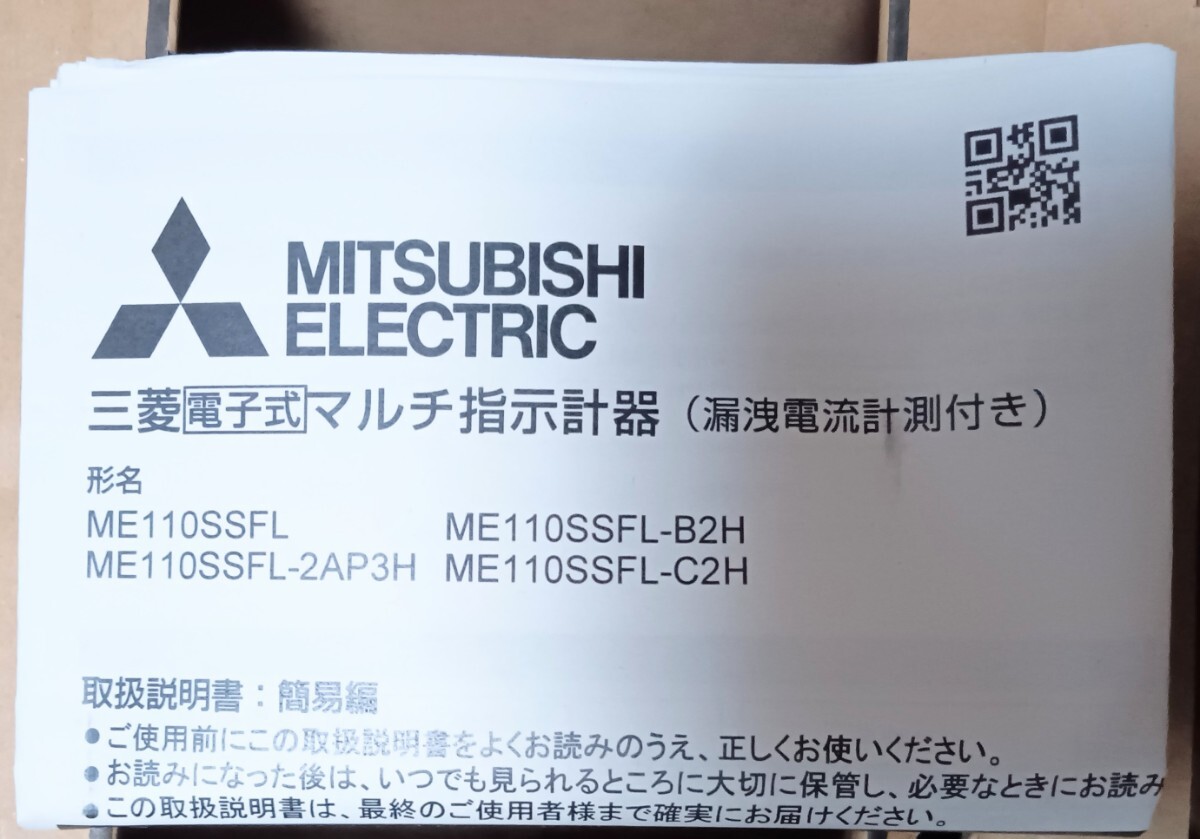 MITSUBISHI
ELECTRIC
三菱電子式マルチ指示計器（漏洩電流計測付き）
形名
ME110SSFL ME110SSFL-B2H
ME110SSFL-2AP3H ME110SSFL-C2H
取扱説明書：簡易編
●ご使用前にこの取扱説明書をよくお読みのうえ、正しくお使いください。
●お読みになった後は、いつでも見られるところに大切に保管し、必要なときにお読み
●この取扱説明書は、最終のご使用者様まで確実にお届けください。